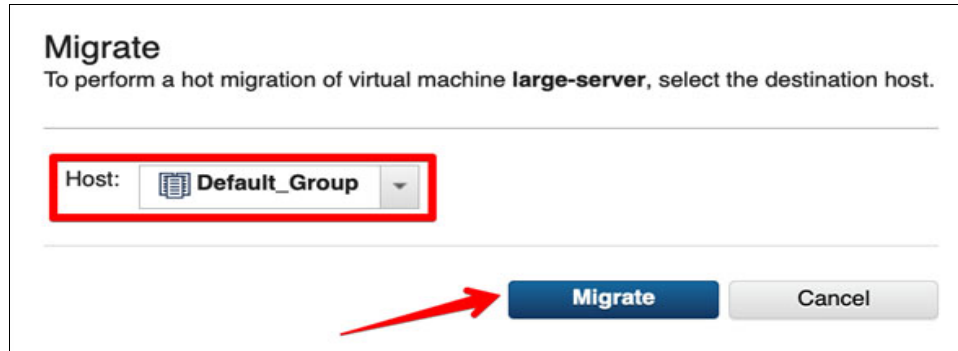 Migrate
To perform a hot migration of virtual machine large-server, select the destination host.
Host: Default_Group
Migrate Cancel